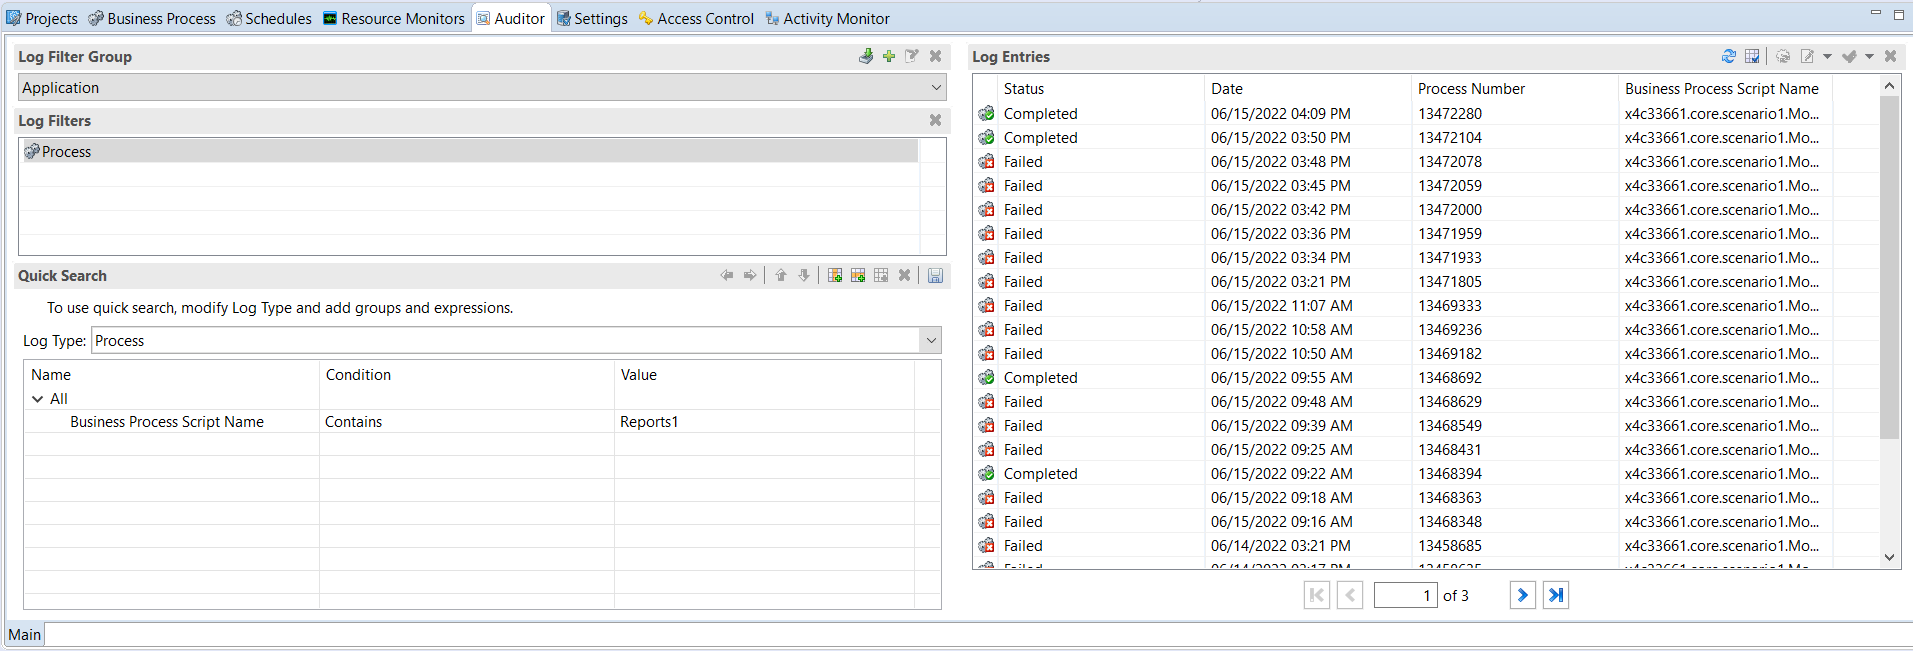 Projects Business Process Schedules Resource Monitors Auditor Settings Access Control Activity Monitor
Log Filter Group
Application
Log Filters
Process
Quick Search
To use quick search, modify Log Type and add groups and expressions.
Log Type: Process
Name Condition Value
All
Business Process Script Name Contains Reports1
Log Entries
Status Date Process Number Business Process Script Name
Completed 06/15/2022 04:09 PM 13472280 x4c33661.core.scenario1.Mo...
Completed 06/15/2022 03:50 PM 13472104 x4c33661.core.scenario1.Mo...
Failed 06/15/2022 03:48 PM 13472078 x4c33661.core.scenario1.Mo...
Failed 06/15/2022 03:45 PM 13472059 x4c33661.core.scenario1.Mo...
Failed 06/15/2022 03:42 PM 13472000 x4c33661.core.scenario1.Mo...
Failed 06/15/2022 03:36 PM 13471959 x4c33661.core.scenario1.Mo...
Failed 06/15/2022 03:34 PM 13471933 x4c33661.core.scenario1.Mo...
Failed 06/15/2022 03:21 PM 13471805 x4c33661.core.scenario1.Mo...
Failed 06/15/2022 11:07 AM 13469333 x4c33661.core.scenario1.Mo...
Failed 06/15/2022 10:58 AM 13469236 x4c33661.core.scenario1.Mo...
Failed 06/15/2022 10:50 AM 13469182 x4c33661.core.scenario1.Mo...
Completed 06/15/2022 09:55 AM 13468692 x4c33661.core.scenario1.Mo...
Failed 06/15/2022 09:48 AM 13468629 x4c33661.core.scenario1.Mo...
Failed 06/15/2022 09:39 AM 13468549 x4c33661.core.scenario1.Mo...
Failed 06/15/2022 09:25 AM 13468431 x4c33661.core.scenario1.Mo...
Completed 06/15/2022 09:22 AM 13468394 x4c33661.core.scenario1.Mo...
Failed 06/15/2022 09:18 AM 13468363 x4c33661.core.scenario1.Mo...
Failed 06/15/2022 09:16 AM 13468348 x4c33661.core.scenario1.Mo...
Failed 06/14/2022 03:21 PM 13458685 x4c33661.core.scenario1.Mo...
1 of 3
Main